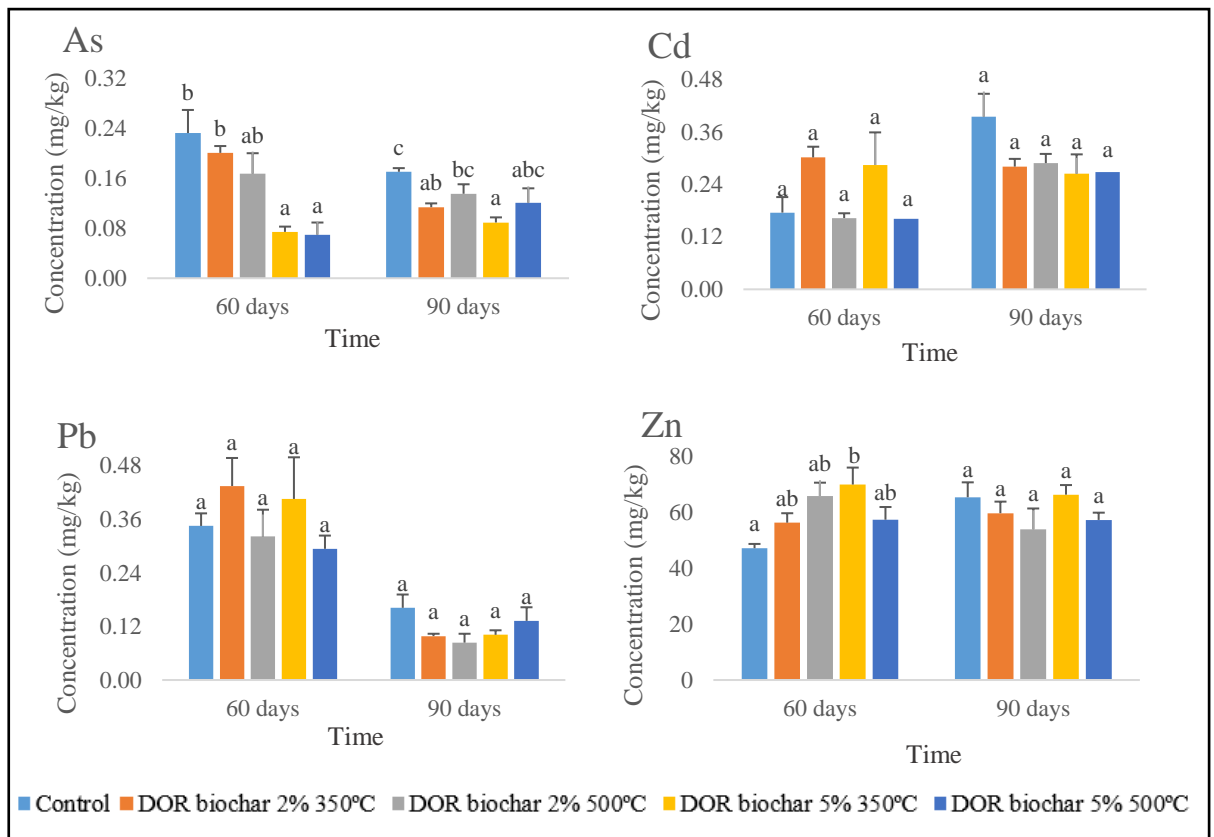 As
Concentration (mg/kg)
0.32
0.24
0.16
0.08
0.00
b
b
ab
a
a
c
ab
bc
a
abc
60 days
90 days
Time
Cd
Concentration (mg/kg)
0.48
0.36
0.24
0.12
0.00
a
a
a
a
a
a
a
a
a
a
60 days
90 days
Time
Pb
Concentration (mg/kg)
0.48
0.36
0.24
0.12
0.00
a
a
a
a
a
a
a
a
a
a
60 days
90 days
Time
Zn
Concentration (mg/kg)
80
60
40
20
0
a
ab
ab
b
ab
a
a
a
a
a
60 days
90 days
Time
Control DOR biochar 2% 350ºC DOR biochar 2% 500ºC DOR biochar 5% 350ºC DOR biochar 5% 500ºC